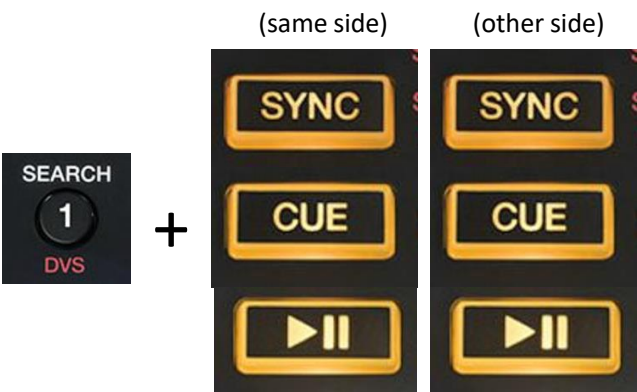 (same side) (other side)
SYNC SYNC
SEARCH
CUE CUE
1
+
DVS